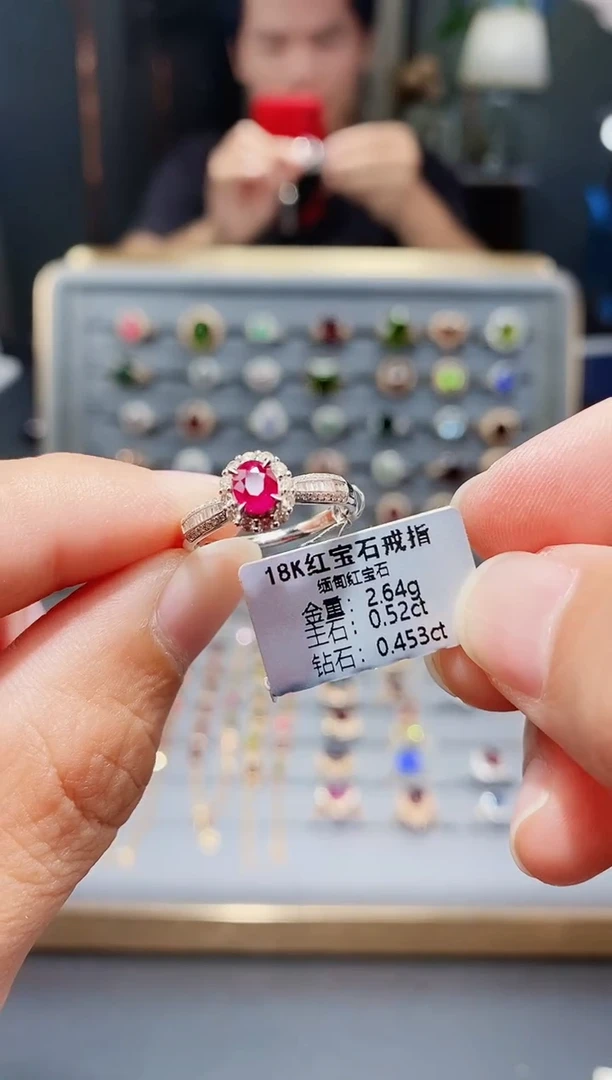 18K红宝石戒指
缅甸红宝石
金重：2.64g
主石：0.52ct
钻石：0.453ct